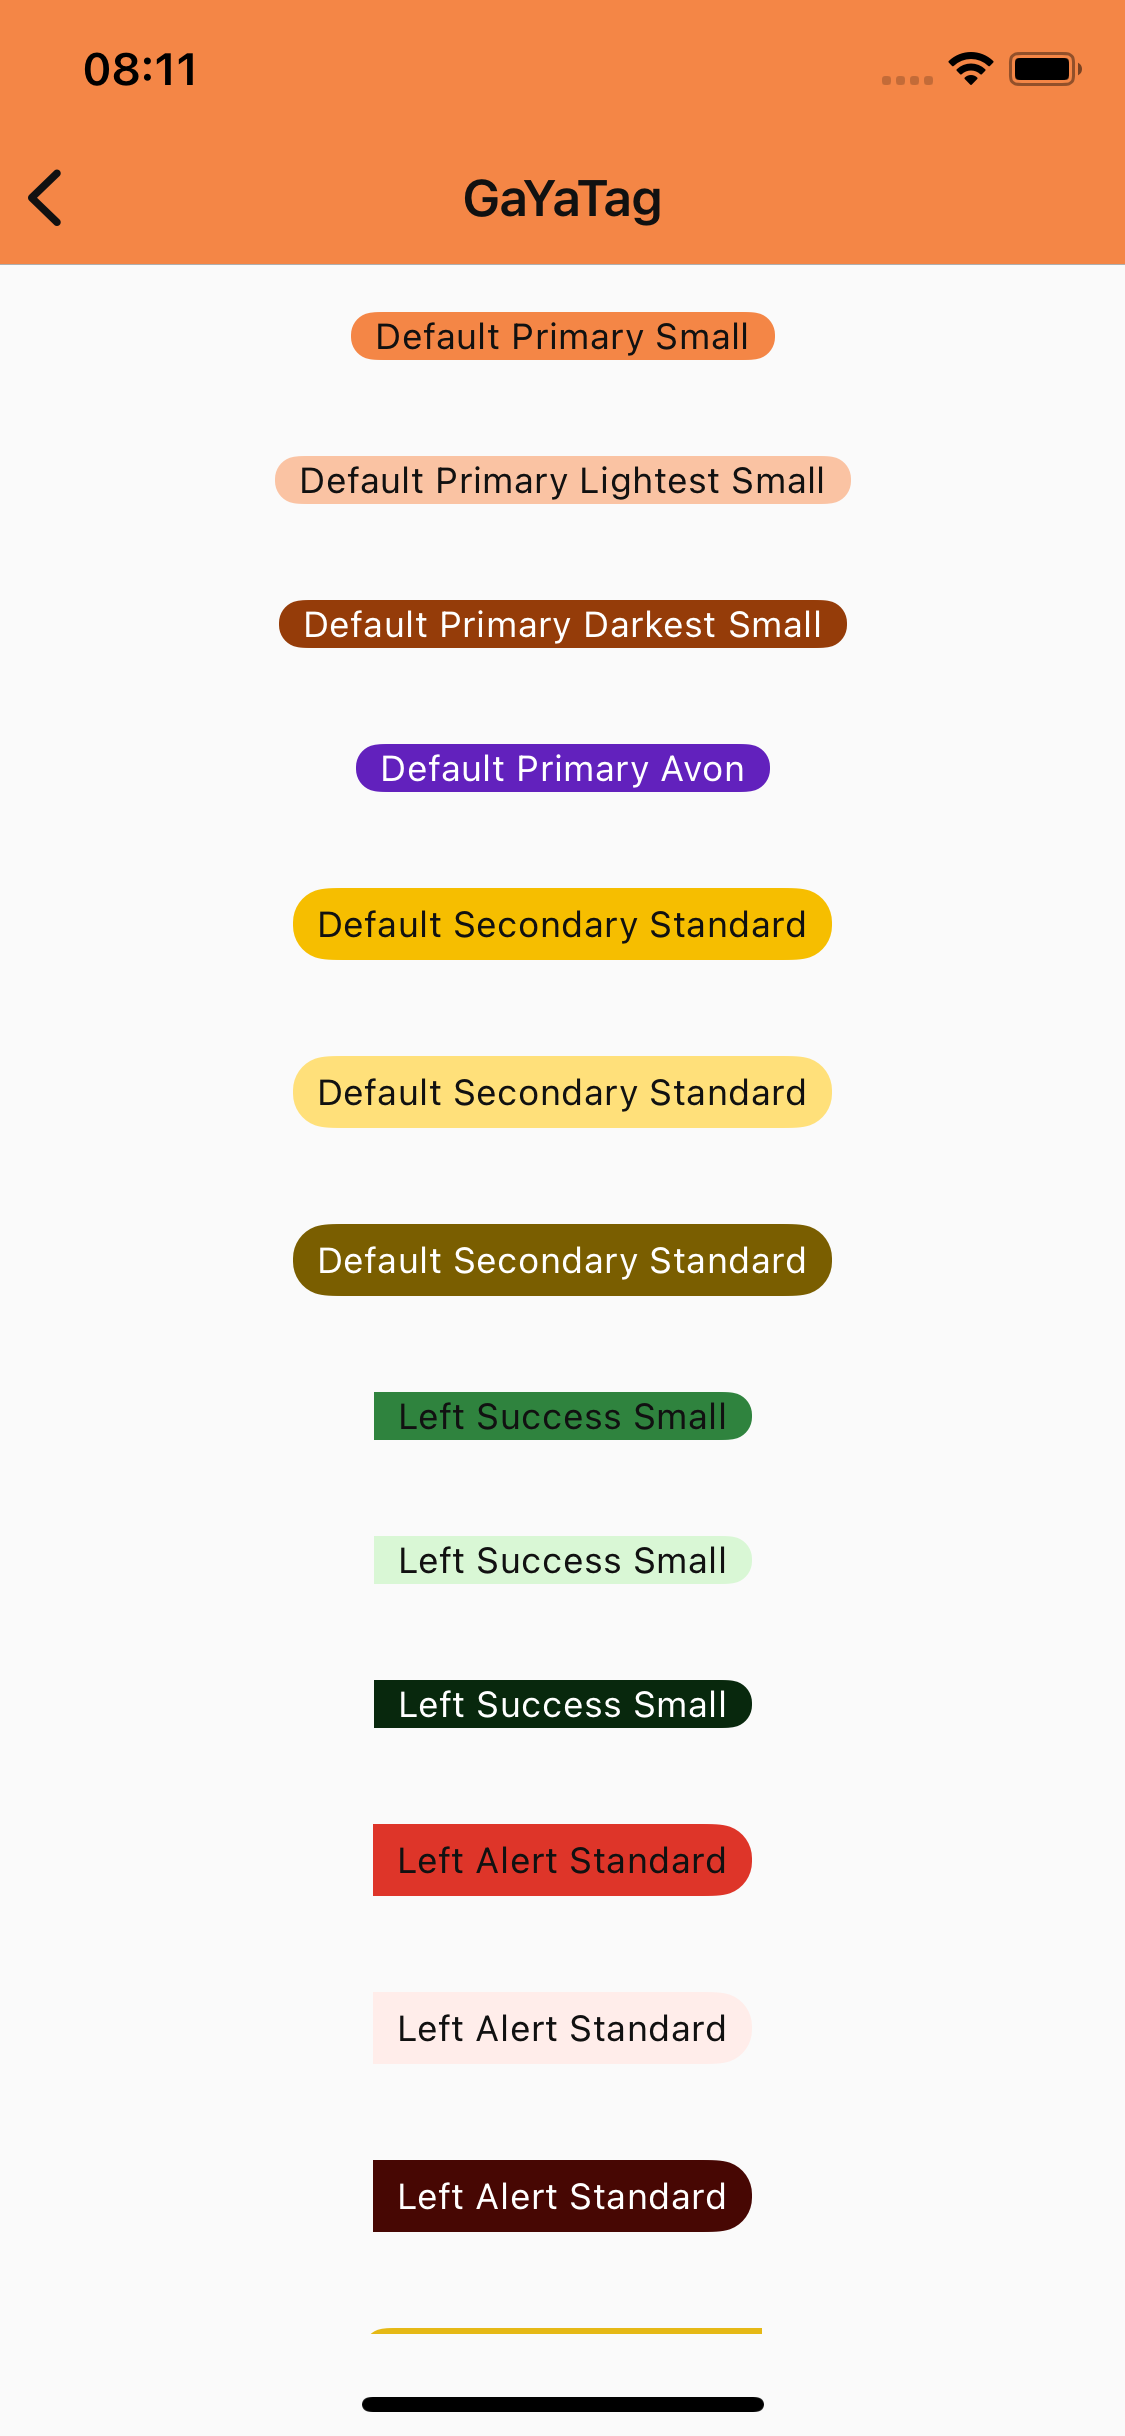 08:11
GaYaTag
Default Primary Small
Default Primary Lightest Small
Default Primary Darkest Small
Default Primary Avon
Default Secondary Standard
Default Secondary Standard
Default Secondary Standard
Left Success Small
Left Success Small
Left Success Small
Left Alert Standard
Left Alert Standard
Left Alert Standard